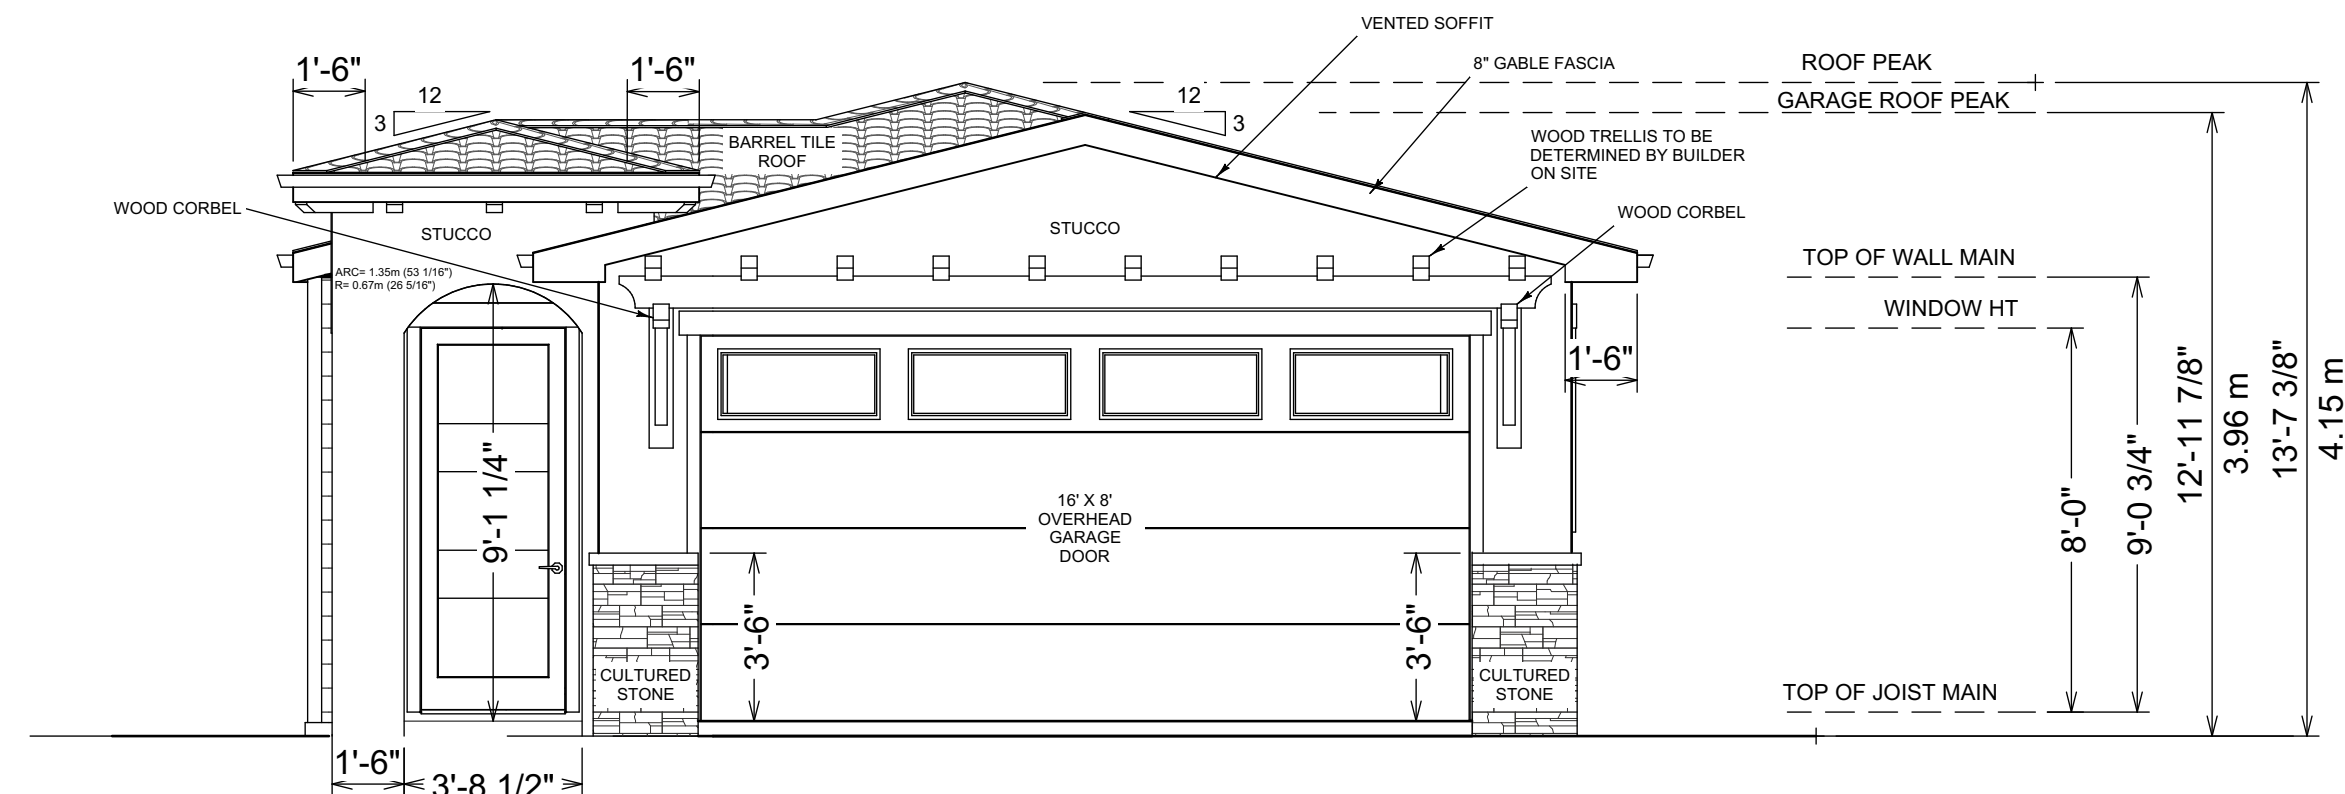 VENTED SOFFIT
8" GABLE FASCIA
ROOF PEAK
1'-6"
1'-6"
12
3
12
3
GARAGE ROOF PEAK
BARREL TILE
ROOF
WOOD TRELLIS TO BE
DETERMINED BY BUILDER
ON SITE
WOOD CORBEL
WOOD CORBEL
STUCCO
STUCCO
TOP OF WALL MAIN
ARC= 1.35m (53 1/16")
R= 0.67m (26 5/16")
WINDOW HT
1'-6"
9'-1 1/4"
16' X 8'
OVERHEAD
GARAGE
DOOR
8'-0"
9'-0 3/4"
12'-11 7/8"
3.96 m
13'-7 3/8"
4.15 m
3'-6"
3'-6"
CULTURED
STONE
CULTURED
STONE
TOP OF JOIST MAIN
1'-6"
3'-8 1/2"